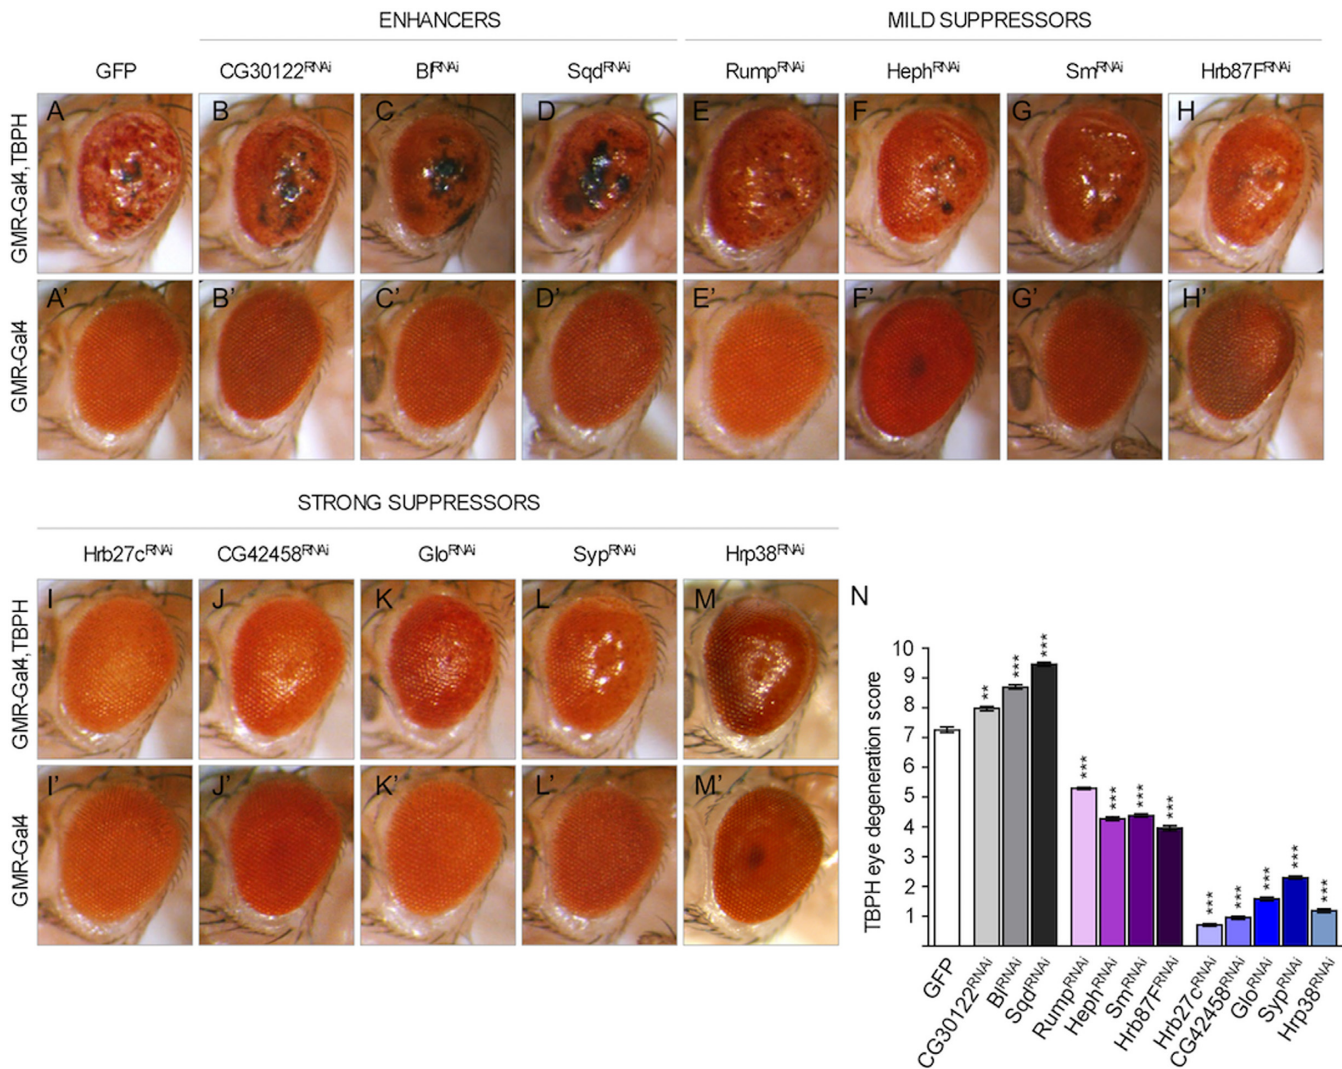 ENHANCERS MILD SUPPRESSORS
GFP CG30122RNAi BlRNAi SqdRNAi RumpRNAi HephRNAi SmRNAi Hrb87FRNAi
GMR-Gal4,TBPH
A B C D E F G H
GMR-Gal4
A' B' C' D' E' F' G' H'
STRONG SUPPRESSORS
Hrb27cRNAi CG42458RNAi GloRNAi SypRNAi Hrp38RNAi
GMR-Gal4,TBPH
I J K L M
GMR-Gal4
I' J' K' L' M'
N
TBPH eye degeneration score
10
9
8
7
6
5
4
3
2
1
** *** ***
*** *** *** ***
*** *** *** *** ***
GFP CG30122RNAi BlRNAi SqdRNAi RumpRNAi HephRNAi SmRNAi Hrb87FRNAi Hrb27cRNAi CG42458RNAi GloRNAi SypRNAi Hrp38RNAi